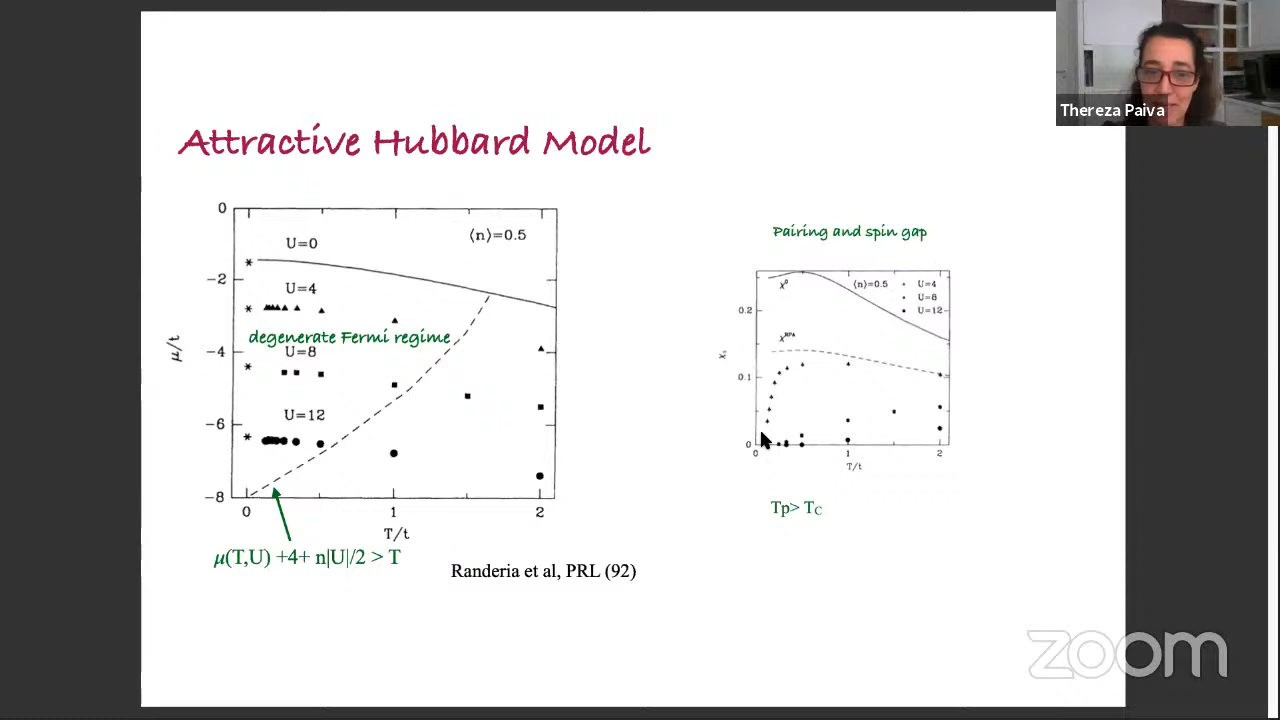 Thereza Paiva
Attractive Hubbard Model
0
−2
−4
−6
−8
μ/t
⟨n⟩=0.5
U=0
U=4
degenerate Fermi regime
U=8
U=12
0
1
2
T/t
μ(T,U) +4+ n|U|/2 > T
Randeria et al, PRL (92)
Pairing and spin gap
0.2
0.1
0
χs
χ⁰
⟨n⟩=0.5
U=4
U=8
U=12
χRPA
0
1
2
T/t
Tp> TC
zoom